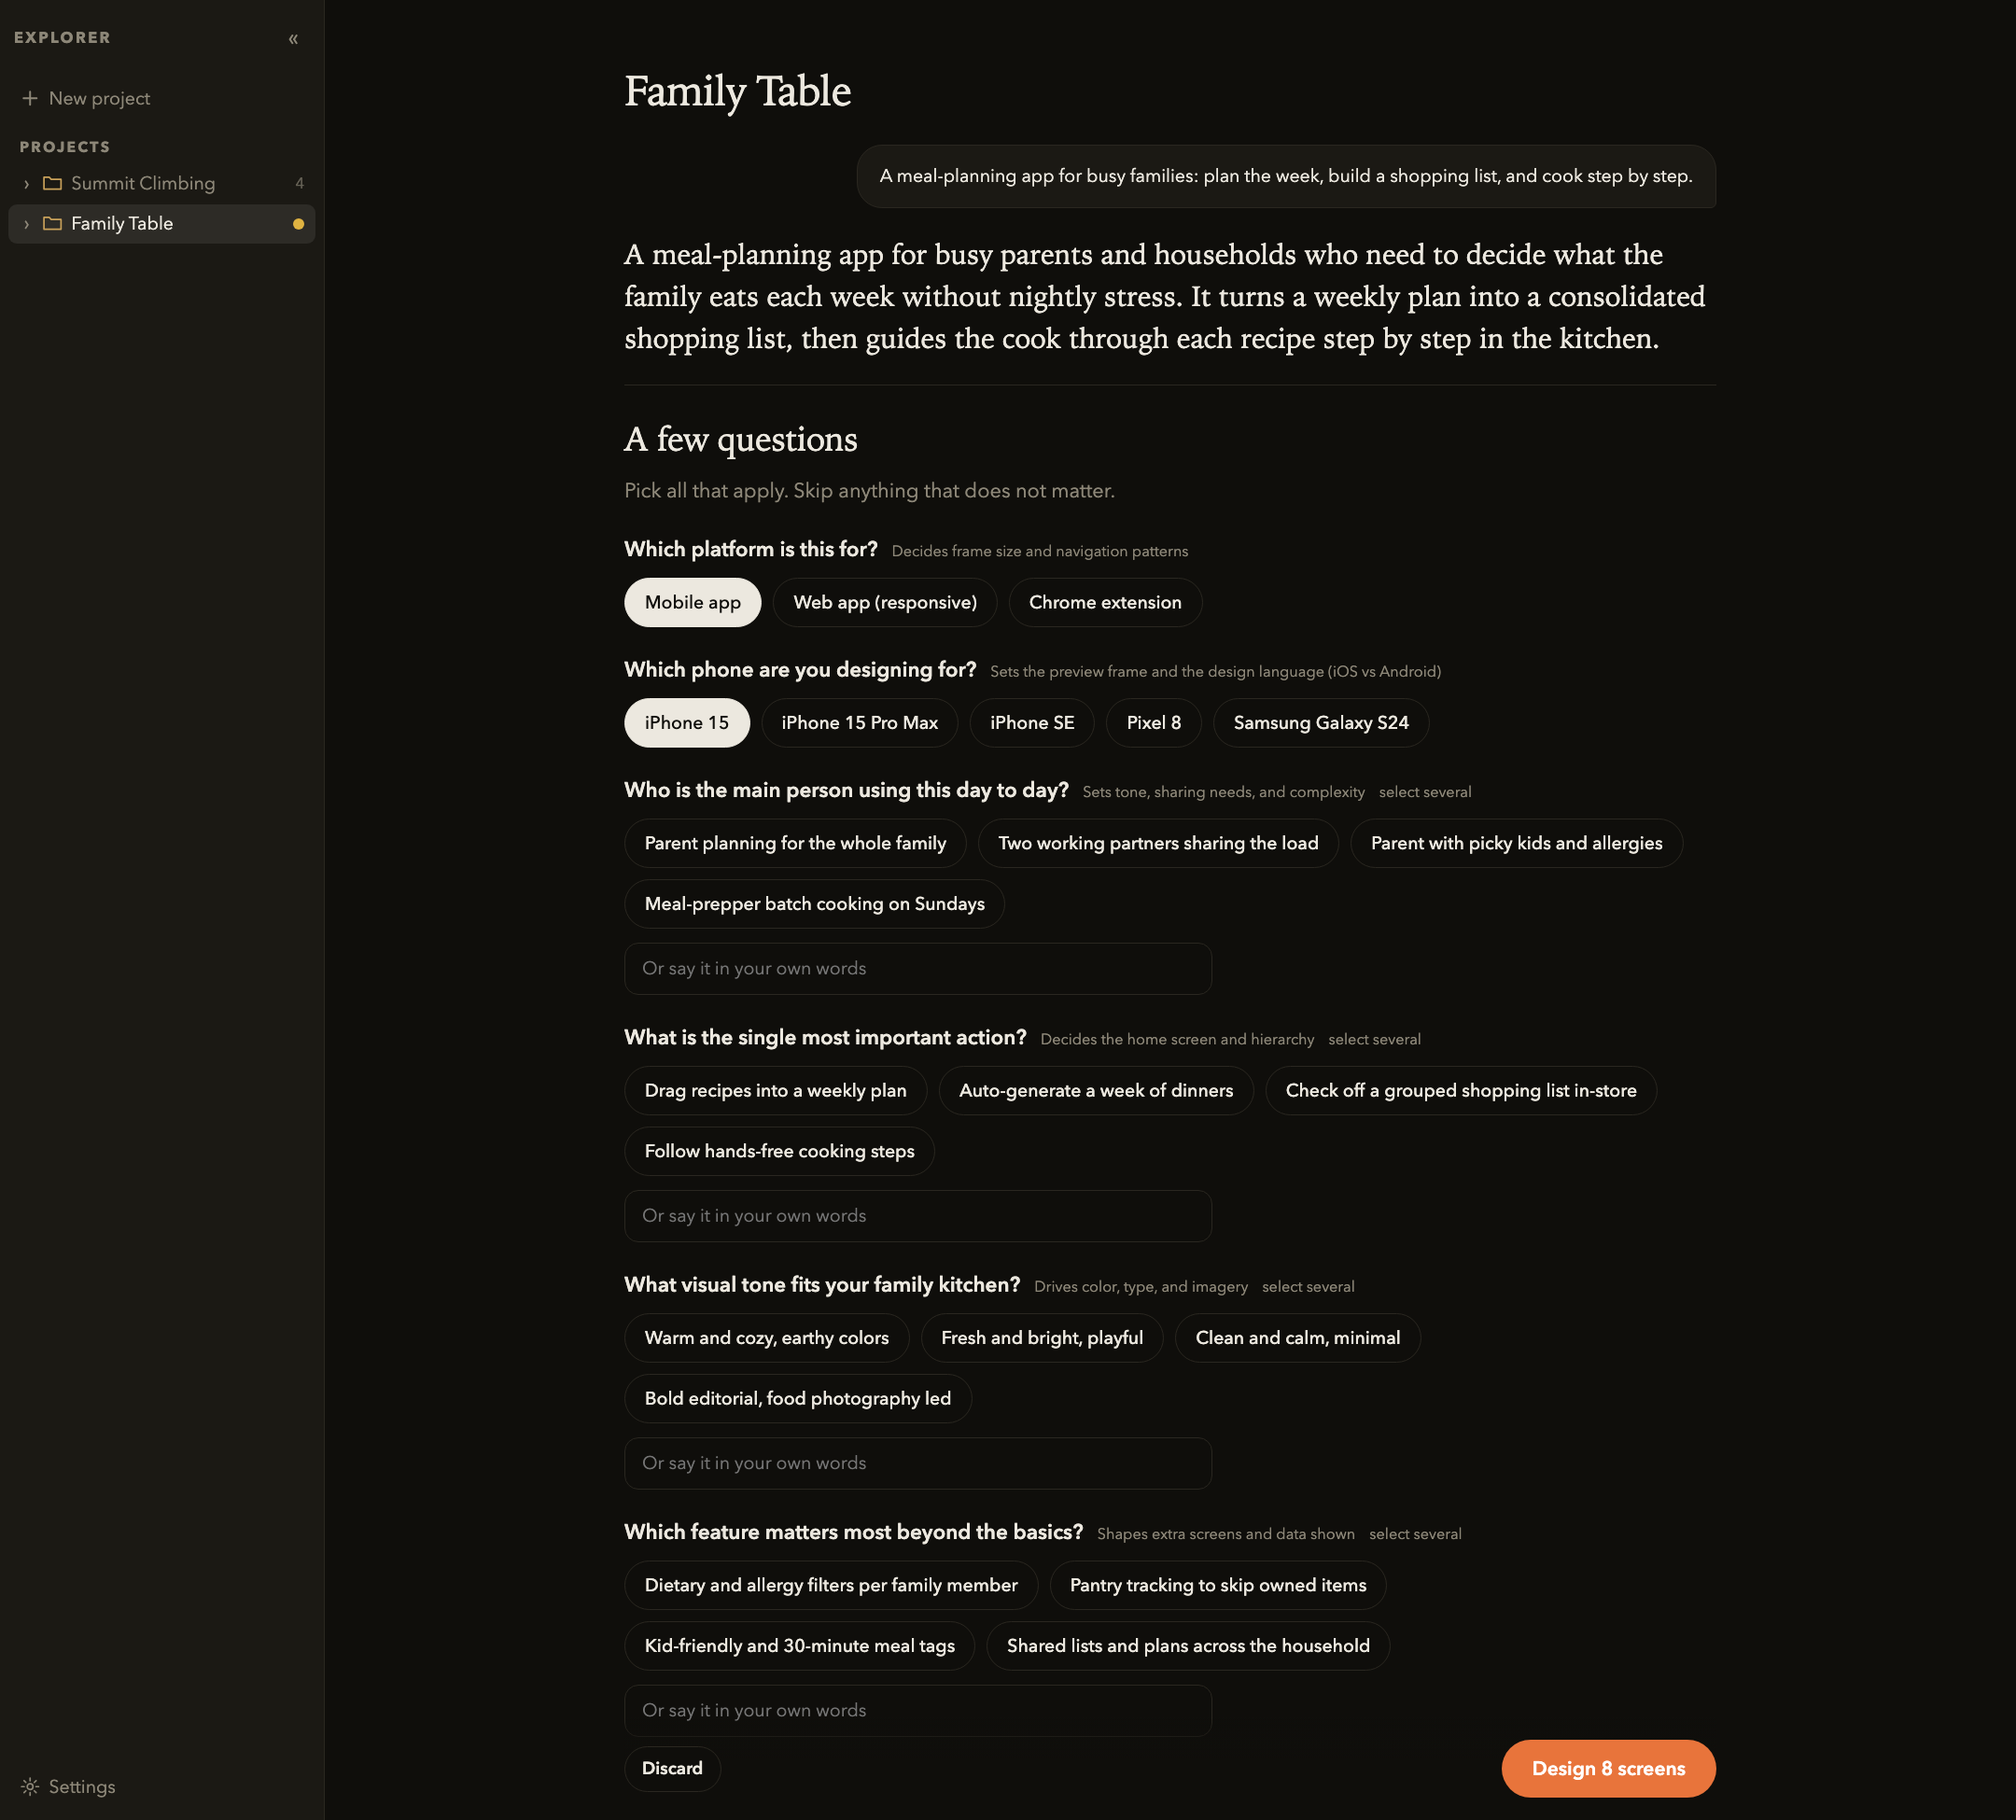 EXPLORER «
New project
PROJECTS
Summit Climbing 4
Family Table
Settings
Family Table
A meal-planning app for busy families: plan the week, build a shopping list, and cook step by step.
A meal-planning app for busy parents and households who need to decide what the
family eats each week without nightly stress. It turns a weekly plan into a consolidated
shopping list, then guides the cook through each recipe step by step in the kitchen.
A few questions
Pick all that apply. Skip anything that does not matter.
Which platform is this for? Decides frame size and navigation patterns
Mobile app Web app (responsive) Chrome extension
Which phone are you designing for? Sets the preview frame and the design language (iOS vs Android)
iPhone 15 iPhone 15 Pro Max iPhone SE Pixel 8 Samsung Galaxy S24
Who is the main person using this day to day? Sets tone, sharing needs, and complexity select several
Parent planning for the whole family Two working partners sharing the load Parent with picky kids and allergies
Meal-prepper batch cooking on Sundays
Or say it in your own words
What is the single most important action? Decides the home screen and hierarchy select several
Drag recipes into a weekly plan Auto-generate a week of dinners Check off a grouped shopping list in-store
Follow hands-free cooking steps
Or say it in your own words
What visual tone fits your family kitchen? Drives color, type, and imagery select several
Warm and cozy, earthy colors Fresh and bright, playful Clean and calm, minimal
Bold editorial, food photography led
Or say it in your own words
Which feature matters most beyond the basics? Shapes extra screens and data shown select several
Dietary and allergy filters per family member Pantry tracking to skip owned items
Kid-friendly and 30-minute meal tags Shared lists and plans across the household
Or say it in your own words
Discard Design 8 screens